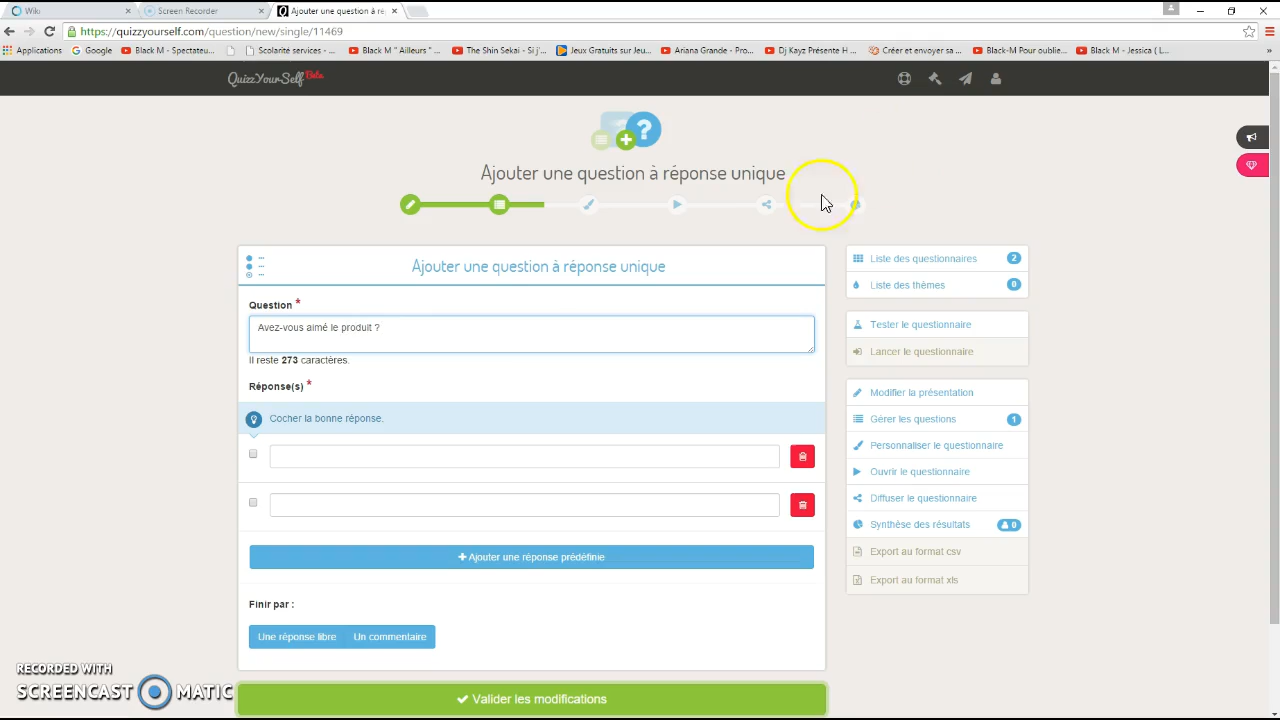 Wiki
Screen Recorder
Ajouter une question à ré
https://quizzyourself.com/question/new/single/11469
Applications
Google
Black M - Spectateu...
Scolarité services - ...
Black M " Ailleurs " ...
The Shin Sekaï - Si j'...
Jeux Gratuits sur Jeu...
Ariana Grande - Pro...
Dj Kayz Présente H ...
Créer et envoyer sa ...
Black-M Pour oublie...
Black M - Jessica ( L...
»
QuizzYourSelf Beta
Ajouter une question à réponse unique
Ajouter une question à réponse unique
Question *
Avez-vous aimé le produit ?
Il reste 273 caractères.
Réponse(s) *
Cocher la bonne réponse.
+ Ajouter une réponse prédéfinie
Finir par :
Une réponse libre
Un commentaire
Valider les modifications
Liste des questionnaires 2
Liste des thèmes 0
Tester le questionnaire
Lancer le questionnaire
Modifier la présentation
Gérer les questions 1
Personnaliser le questionnaire
Ouvrir le questionnaire
Diffuser le questionnaire
Synthèse des résultats 0
Export au format csv
Export au format xls
RECORDED WITH
SCREENCAST MATIC